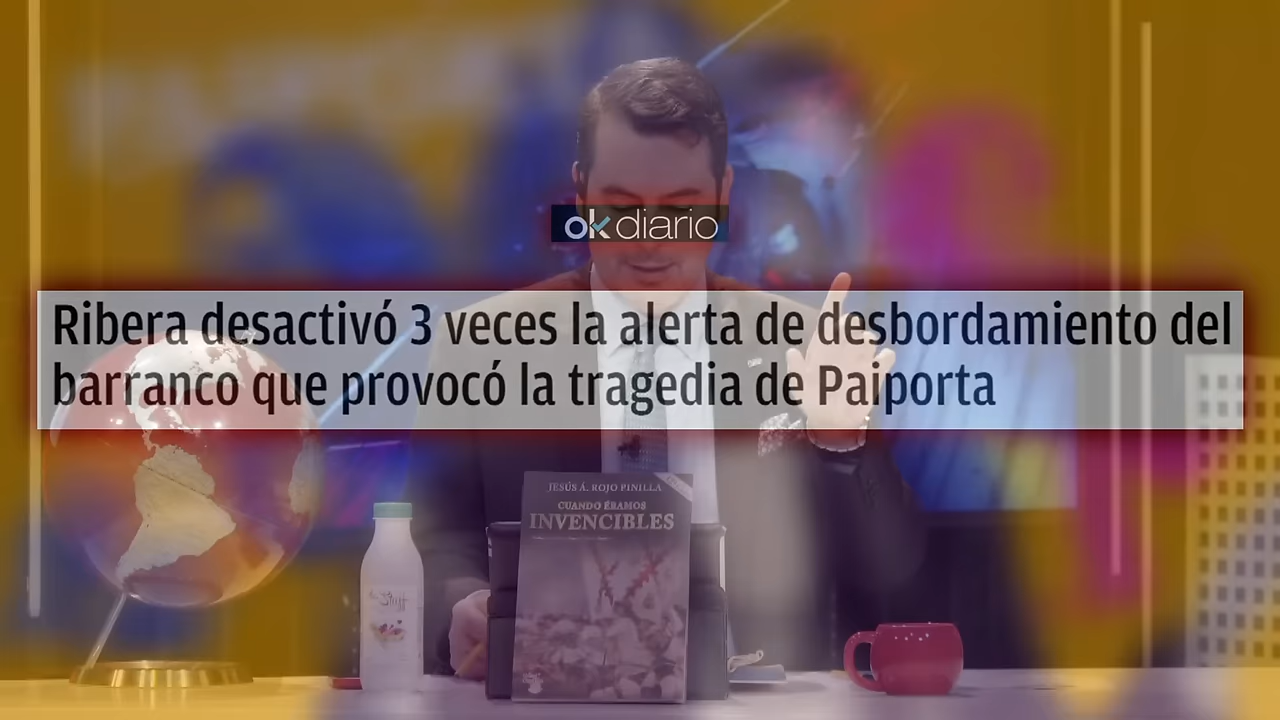 okdiario
Ribera desactivó 3 veces la alerta de desbordamiento del
barranco que provocó la tragedia de Paiporta
JESÚS Á. ROJO PINILLA
CUANDO ÉRAMOS
INVENCIBLES